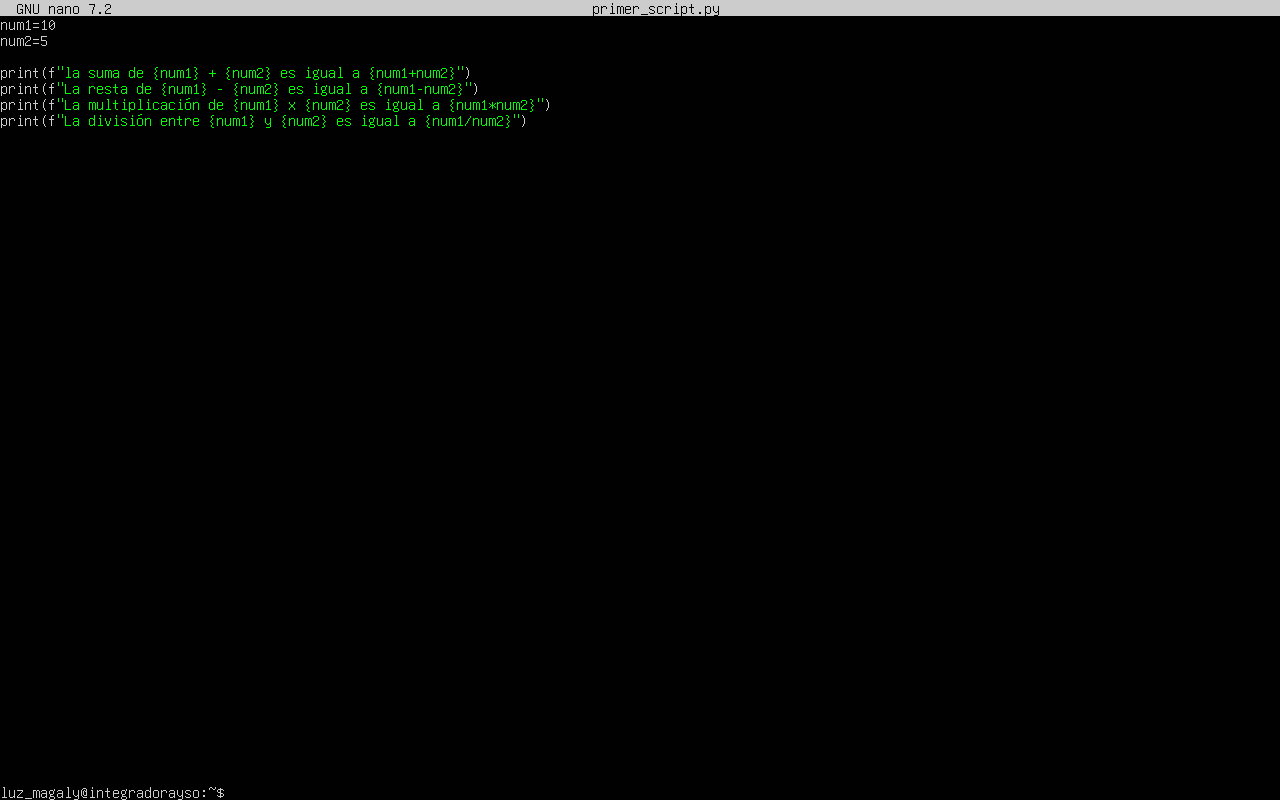 GNU nano 7.2 primer_script.py
num1=10
num2=5
print(f"la suma de {num1} + {num2} es igual a {num1+num2}")
print(f"La resta de {num1} - {num2} es igual a {num1-num2}")
print(f"La multiplicación de {num1} x {num2} es igual a {num1*num2}")
print(f"La división entre {num1} y {num2} es igual a {num1/num2}")
luz_magaly@integradorayso:~$